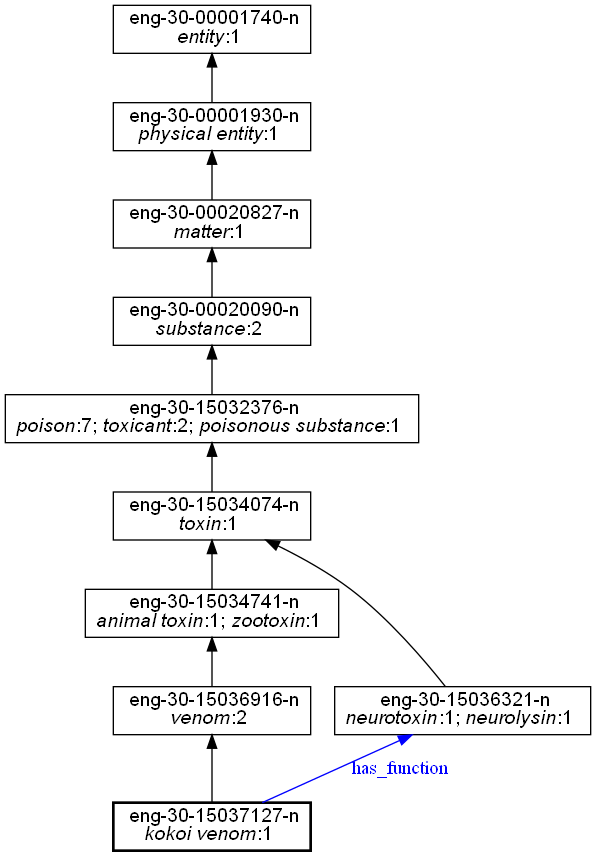 eng-30-00001740-n
entity:1
eng-30-00001930-n
physical entity:1
eng-30-00020827-n
matter:1
eng-30-00020090-n
substance:2
eng-30-15032376-n
poison:7; toxicant:2; poisonous substance:1
eng-30-15034074-n
toxin:1
eng-30-15034741-n
animal toxin:1; zootoxin:1
eng-30-15036916-n
venom:2
eng-30-15036321-n
neurotoxin:1; neurolysin:1
has_function
eng-30-15037127-n
kokoi venom:1